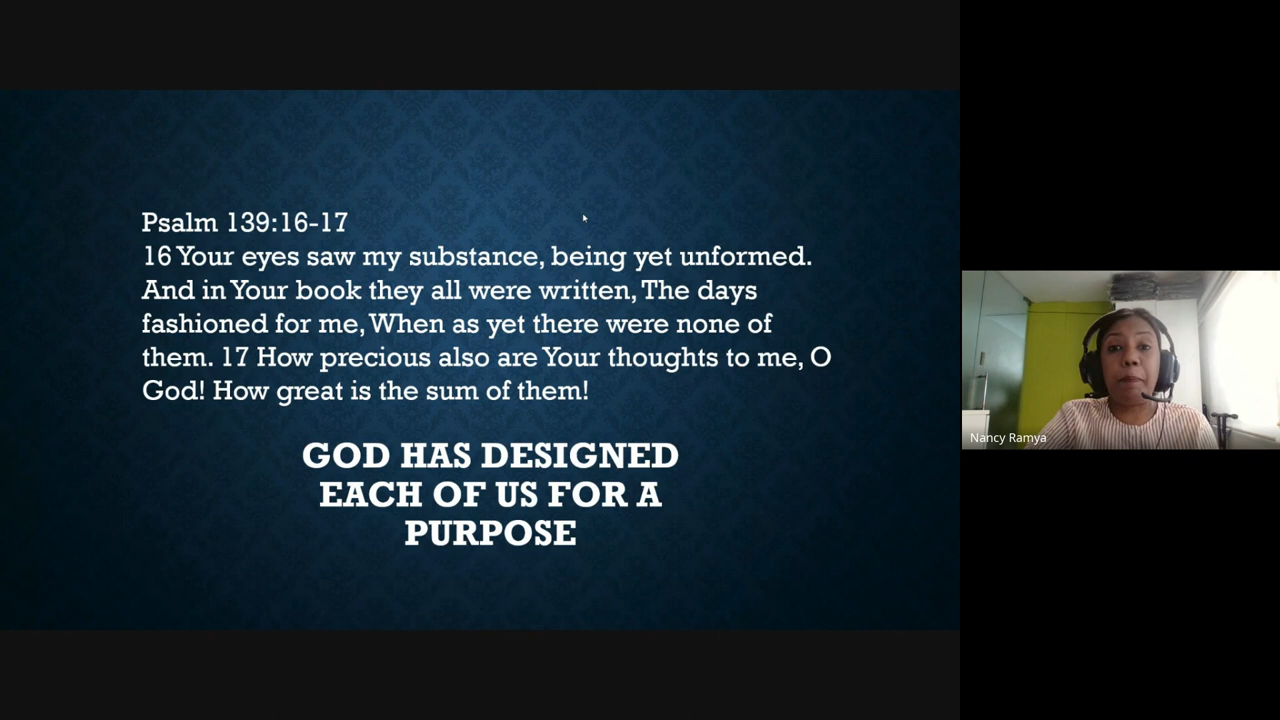 Psalm 139:16-17
16 Your eyes saw my substance, being yet unformed.
And in Your book they all were written, The days
fashioned for me, When as yet there were none of
them. 17 How precious also are Your thoughts to me, O
God! How great is the sum of them!
GOD HAS DESIGNED
EACH OF US FOR A
PURPOSE
Nancy Ramya